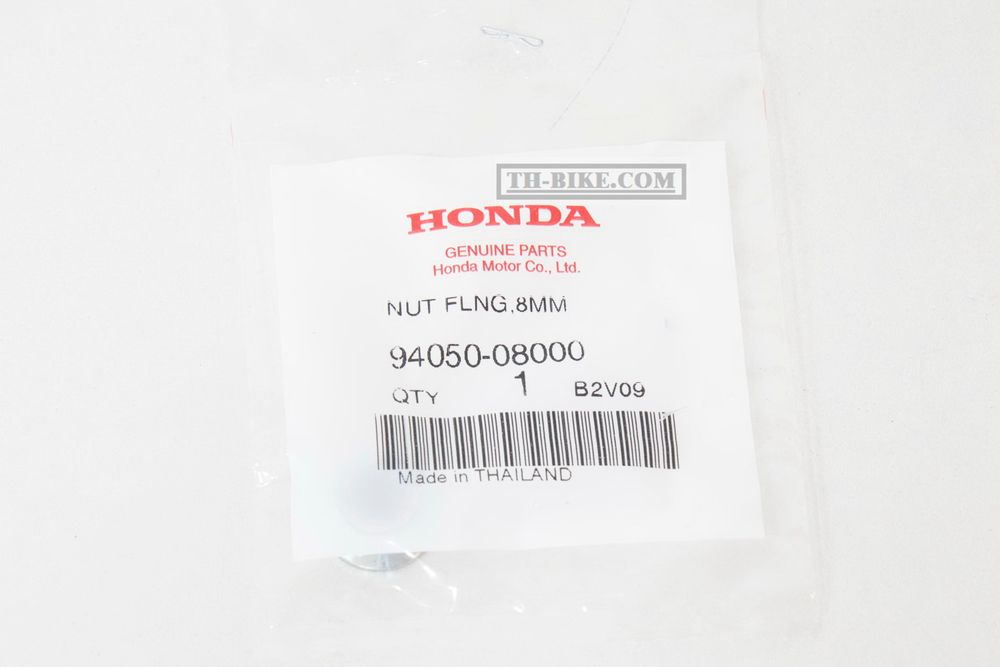 TH-BIKE.COM
HONDA
GENUINE PARTS
Honda Motor Co., Ltd.
NUT FLNG,8MM
94050-08000
QTY 1 B2V09
Made in THAILAND